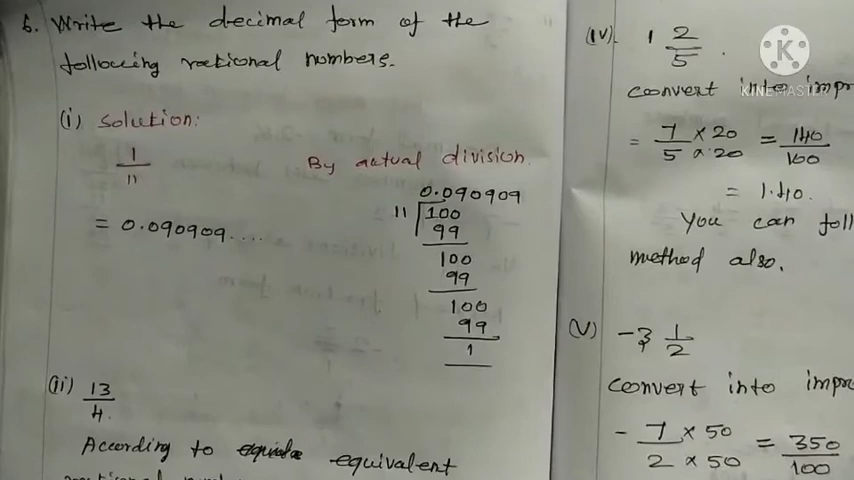 6. Write the decimal form of the
following rational numbers.
(i) Solution:
1/11
By actual division.
= 0.090909....
0.090909
11 100
99
100
99
100
99
1
(ii) 13/4.
According to equivalent
(iv). 1 2/5.
convert into impr
= 7/5 × 20/20 = 140/100
= 1.40.
You can foll
method also.
(v) -3 1/2
convert into impro
- 7 × 50 / 2 × 50 = 350/100
K
KINEMASTER